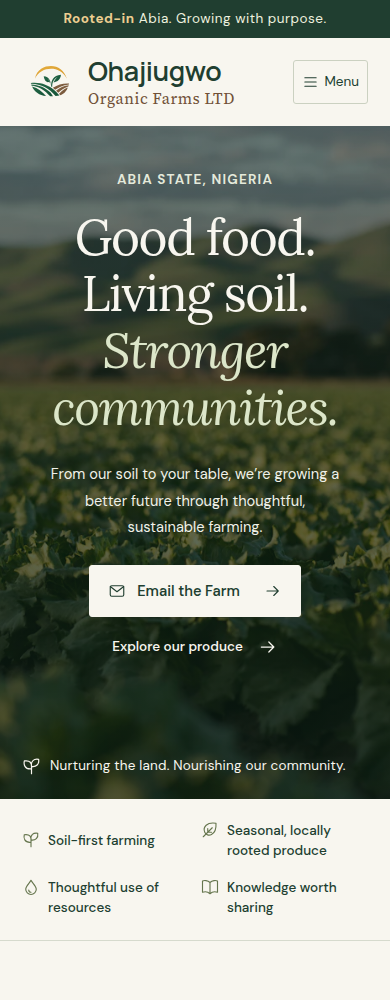 Rooted-in Abia. Growing with purpose.
Ohajiugwo
Organic Farms LTD
Menu
ABIA STATE, NIGERIA
Good food.
Living soil.
Stronger
communities.
From our soil to your table, we’re growing a
better future through thoughtful,
sustainable farming.
Email the Farm
Explore our produce
Nurturing the land. Nourishing our community.
Soil-first farming
Seasonal, locally
rooted produce
Thoughtful use of
resources
Knowledge worth
sharing